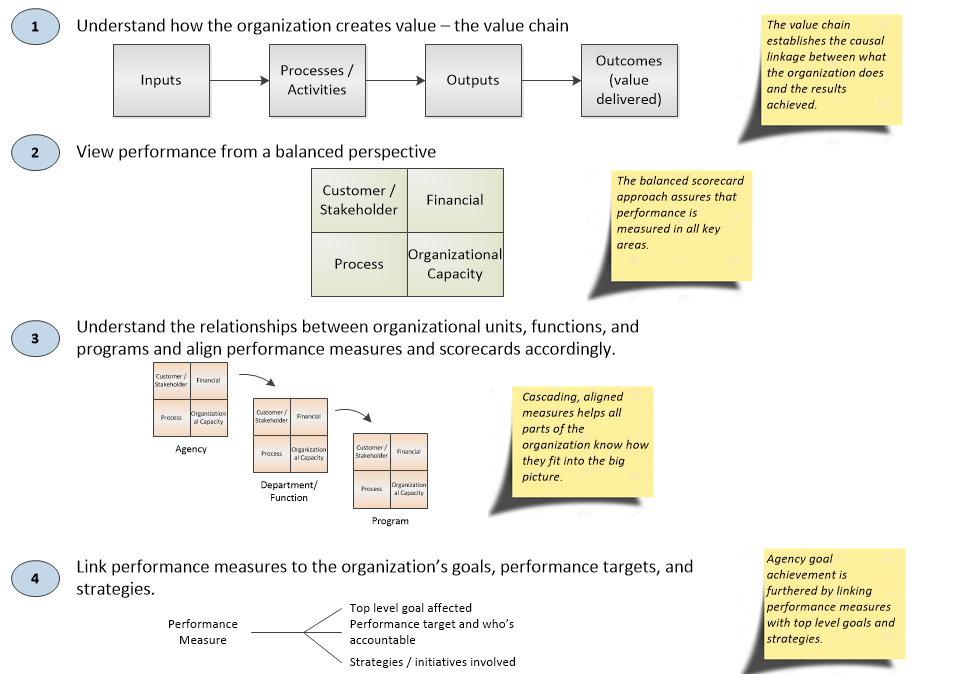 1
Understand how the organization creates value – the value chain
Inputs
Processes /
Activities
Outputs
Outcomes
(value
delivered)
The value chain
establishes the causal
linkage between what
the organization does
and the results
achieved.
2
View performance from a balanced perspective
Customer /
Stakeholder
Financial
Process
Organizational
Capacity
The balanced scorecard
approach assures that
performance is
measured in all key
areas.
3
Understand the relationships between organizational units, functions, and
programs and align performance measures and scorecards accordingly.
Customer /
Stakeholder
Financial
Process
Organization
al Capacity
Agency
Customer /
Stakeholder
Financial
Process
Organizatio
al Capacity
Department/
Function
Customer /
Stakeholder
Financial
Process
Organization
al Capacity
Program
Cascading, aligned
measures helps all
parts of the
organization know how
they fit into the big
picture.
4
Link performance measures to the organization’s goals, performance targets, and
strategies.
Performance
Measure
Top level goal affected
Performance target and who’s
accountable
Strategies / initiatives involved
Agency goal
achievement is
furthered by linking
performance measures
with top level goals and
strategies.